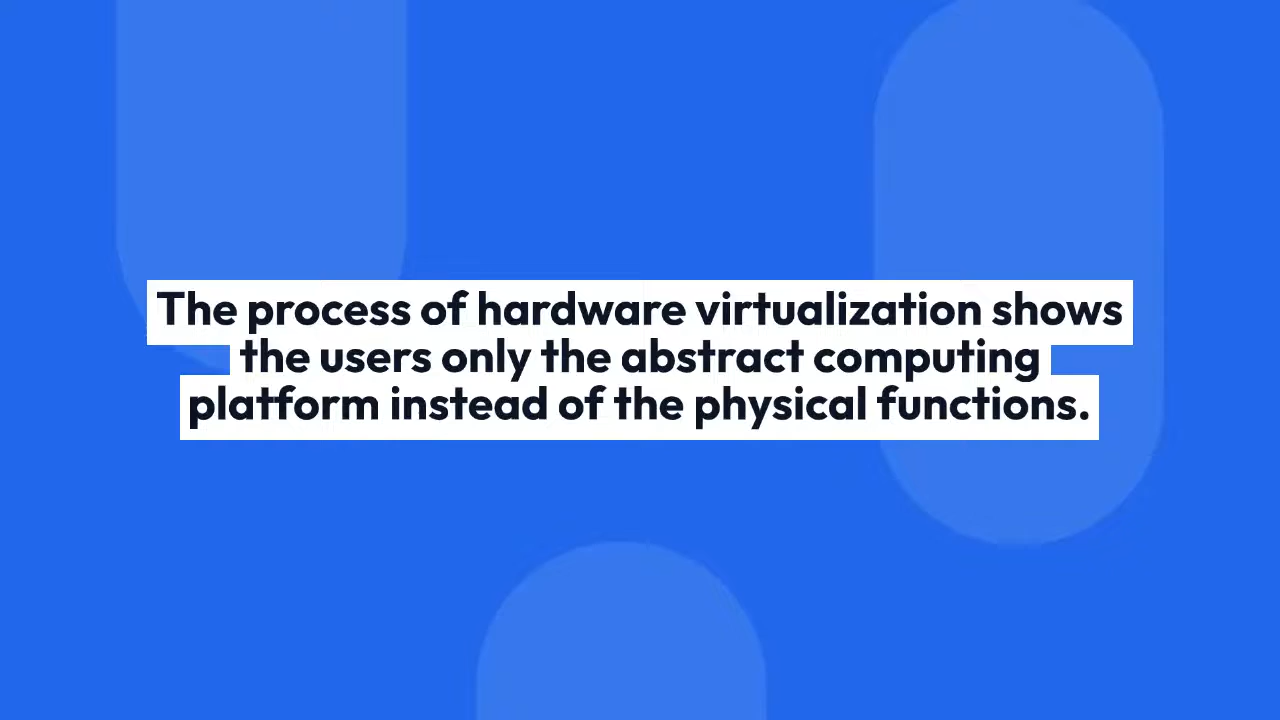 The process of hardware virtualization shows
the users only the abstract computing
platform instead of the physical functions.